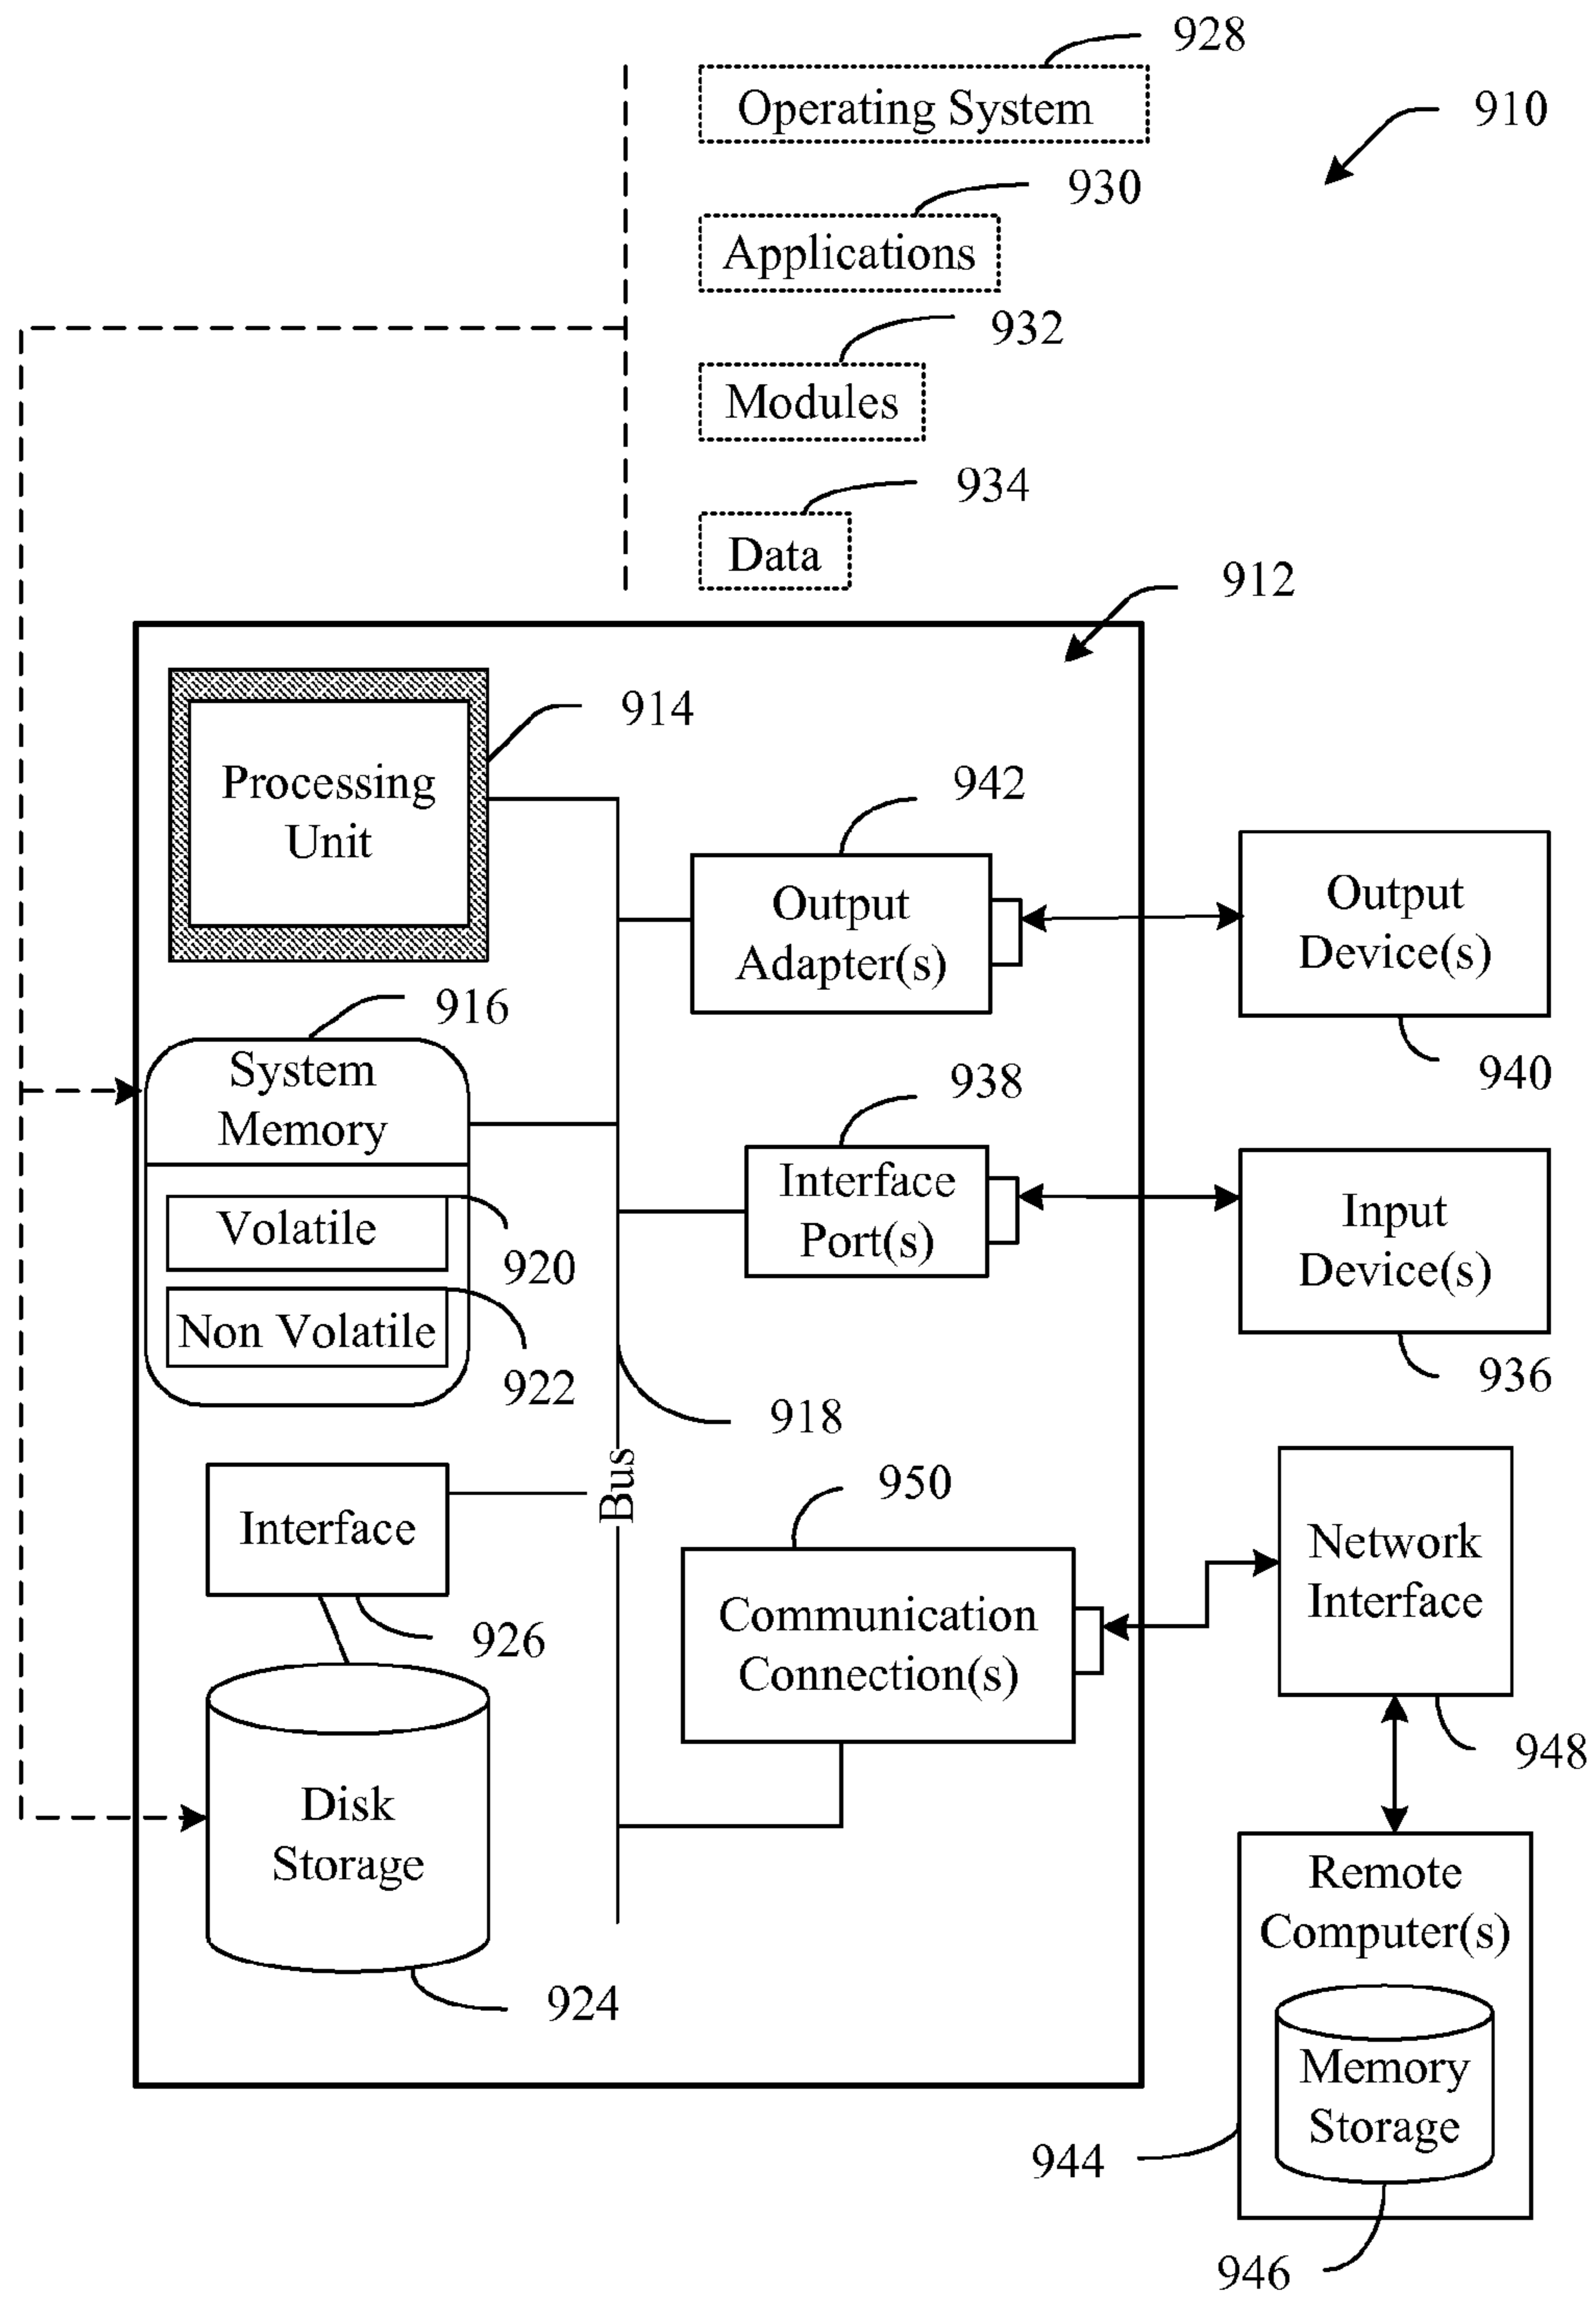 928
Operating System
910
930
Applications
932
Modules
934
Data
912
914
Processing
Unit
942
Output
Adapter(s)
Output
Device(s)
940
916
System
Memory
938
Interface
Port(s)
Input
Device(s)
936
Volatile
920
Non Volatile
922
918
Bus
950
Interface
926
Communication
Connection(s)
Network
Interface
948
Disk
Storage
924
Remote
Computer(s)
Memory
Storage
944
946